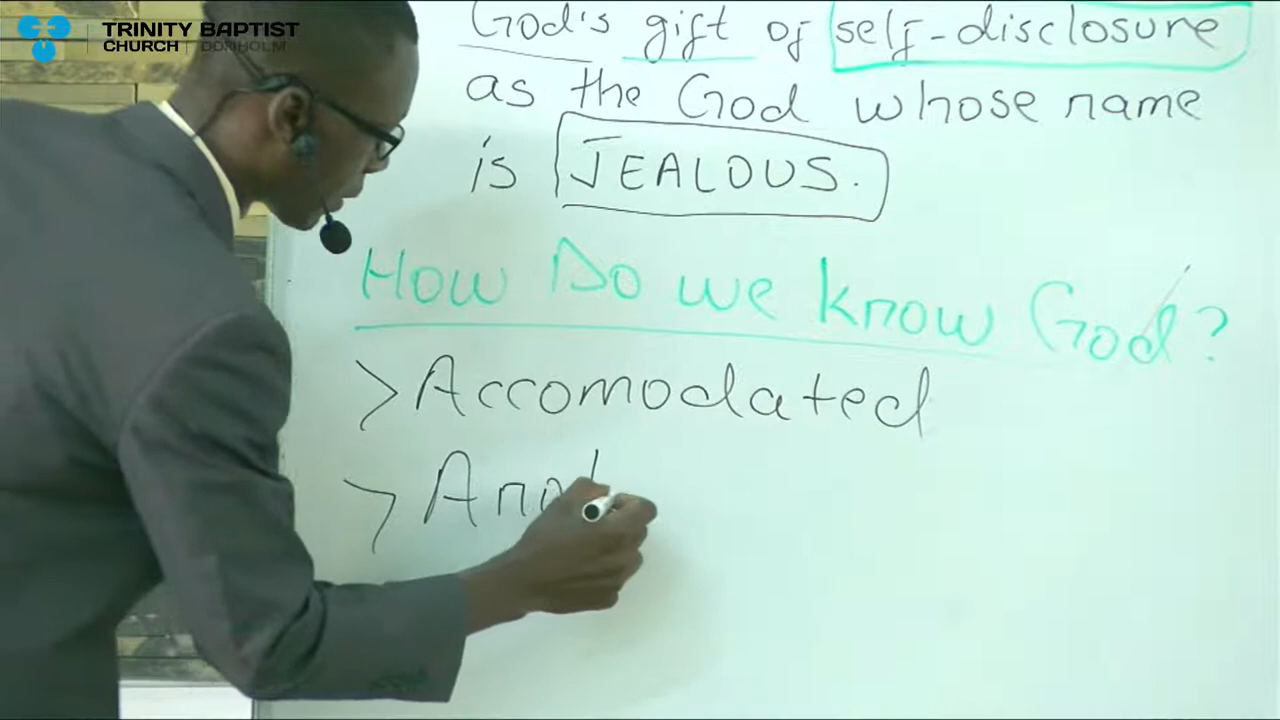 TRINITY BAPTIST
CHURCH | DONHOLM
God's gift of self-disclosure
as the God whose name
is JEALOUS.
How Do we know God?
> Accomodated
>